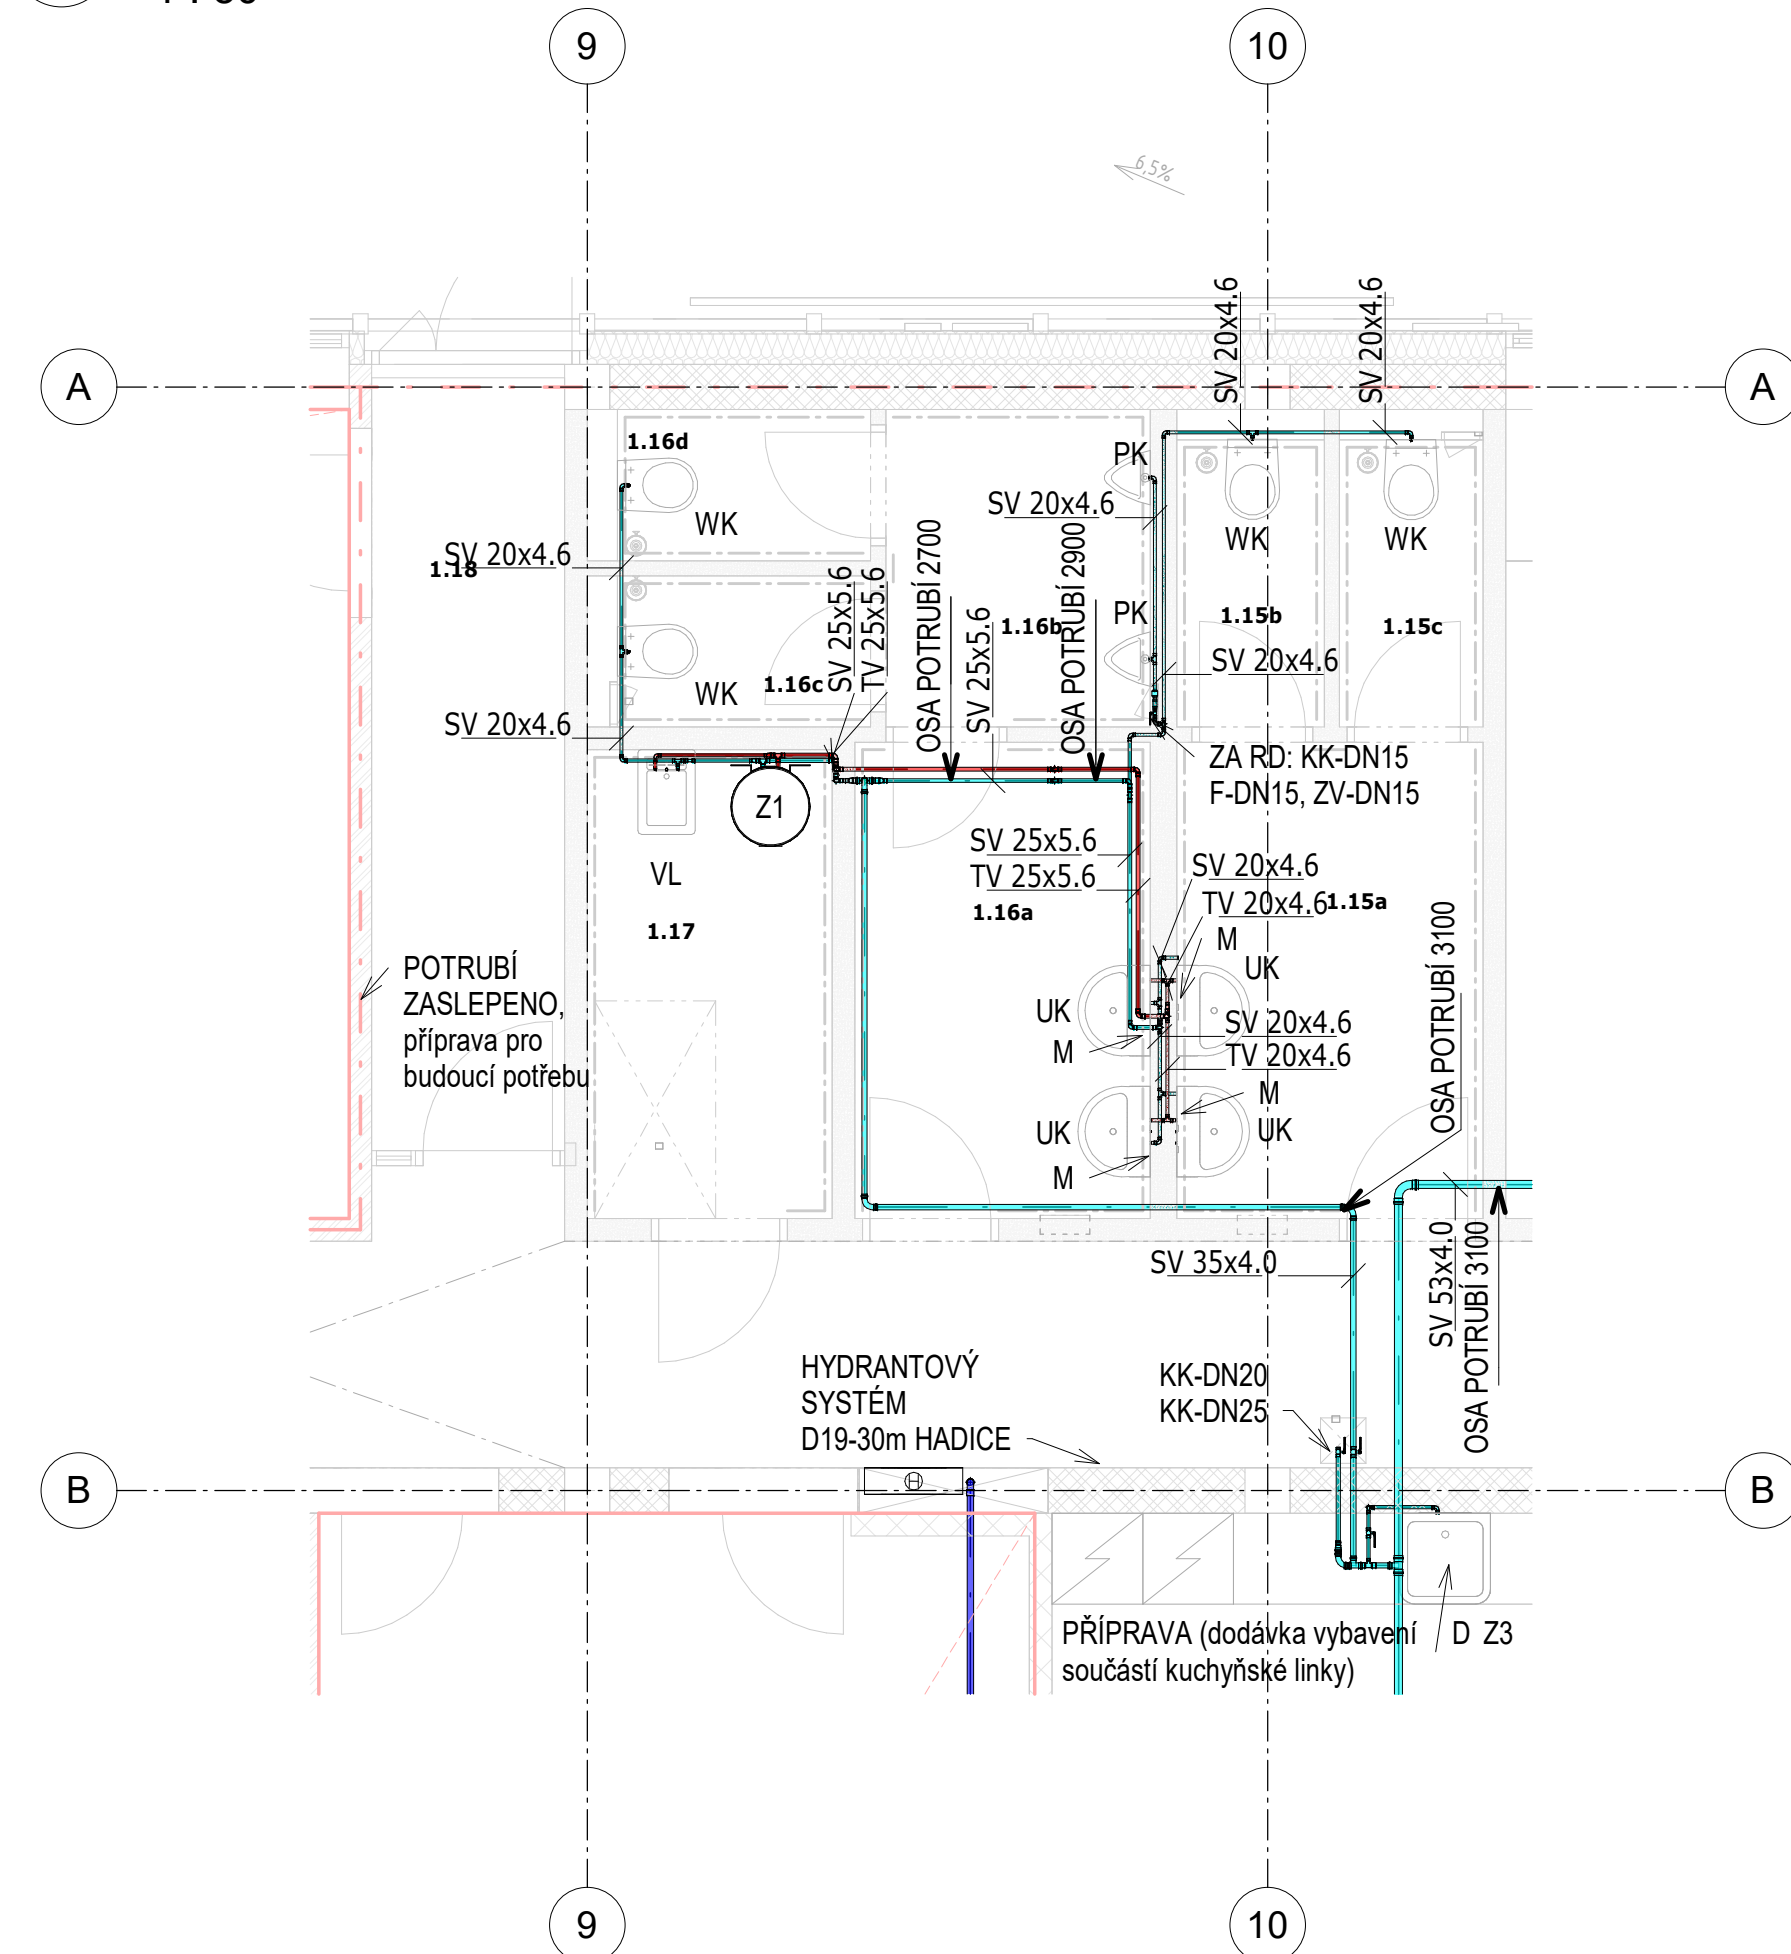 9
10
6,5%
SV 20x4.6
SV 20x4.6
A
A
1.16d
PK
WK
SV 20x4.6
WK
WK
SV 20x4.6
1.18
SV 25x5.6
TV 25x5.6
OSA POTRUBÍ 2700
SV 25x5.6
1.16b
OSA POTRUBÍ 2900
PK
1.15b
1.15c
SV 20x4.6
WK
1.16c
SV 20x4.6
ZA RD: KK-DN15
F-DN15, ZV-DN15
Z1
VL
1.17
SV 25x5.6
TV 25x5.6
1.16a
SV 20x4.6
TV 20x4.6
1.15a
M
UK
OSA POTRUBÍ 3100
POTRUBÍ
ZASLEPENO,
příprava pro
budoucí potřebu
UK
M
SV 20x4.6
TV 20x4.6
M
UK
UK
M
SV 35x4.0
SV 53x4.0
OSA POTRUBÍ 3100
HYDRANTOVÝ
SYSTÉM
D19-30m HADICE
KK-DN20
KK-DN25
H
B
B
PŘÍPRAVA (dodávka vybavení
součástí kuchyňské linky)
D Z3
9
10